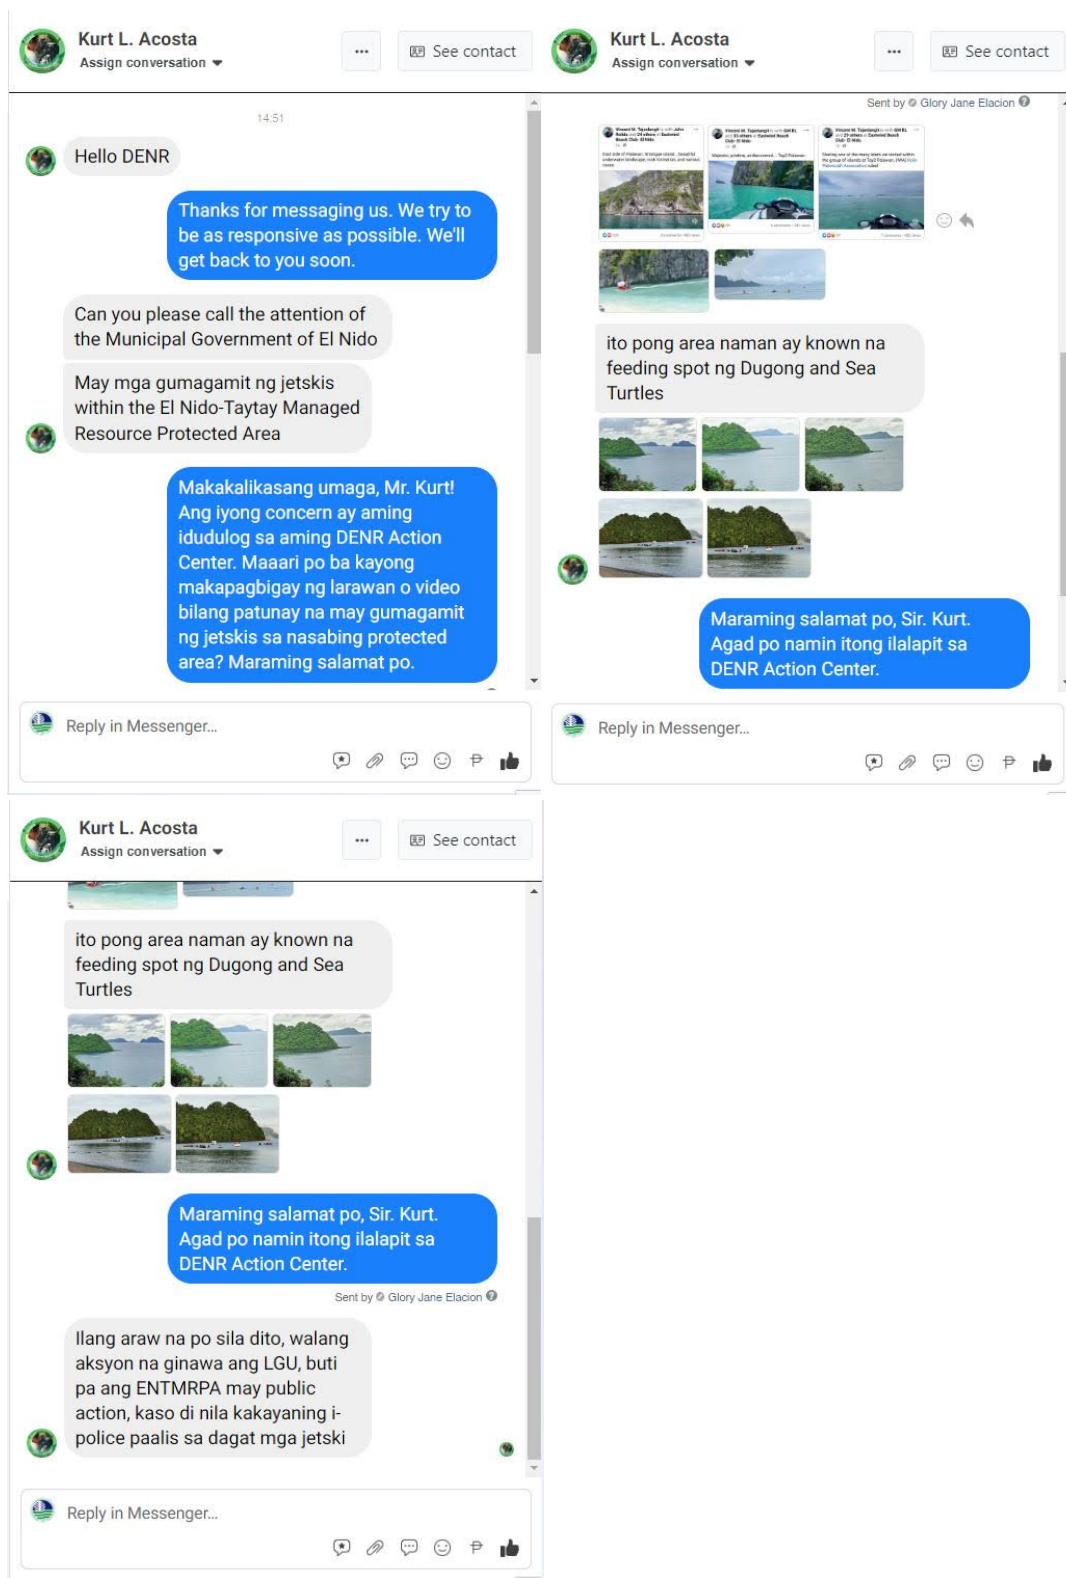 Kurt L. Acosta
Assign conversation
See contact
14:51
Hello DENR
Thanks for messaging us. We try to
be as responsive as possible. We'll
get back to you soon.
Can you please call the attention of
the Municipal Government of El Nido
May mga gumagamit ng jetskis
within the El Nido-Taytay Managed
Resource Protected Area
Makakalikasang umaga, Mr. Kurt!
Ang iyong concern ay aming
idudulog sa aming DENR Action
Center. Maaari po ba kayong
makapagbigay ng larawan o video
bilang patunay na may gumagamit
ng jetskis sa nasabing protected
area? Maraming salamat po.
Reply in Messenger...
Kurt L. Acosta
Assign conversation
See contact
Sent by Glory Jane Elacion
ito pong area naman ay known na
feeding spot ng Dugong and Sea
Turtles
Maraming salamat po, Sir. Kurt.
Agad po namin itong ilalapit sa
DENR Action Center.
Reply in Messenger...
Kurt L. Acosta
Assign conversation
See contact
ito pong area naman ay known na
feeding spot ng Dugong and Sea
Turtles
Maraming salamat po, Sir. Kurt.
Agad po namin itong ilalapit sa
DENR Action Center.
Sent by Glory Jane Elacion
Ilang araw na po sila dito, walang
aksyon na ginawa ang LGU, buti
pa ang ENTMRPA may public
action, kaso di nila kakayaning i-
police paalis sa dagat mga jetski
Reply in Messenger...